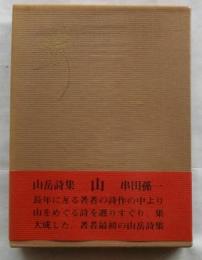 山岳詩集 山 串田孫一
長年に亙る著者の詩作の中より
山をめぐる詩を選りすぐり、集
大成した、著者最初の山岳詩集